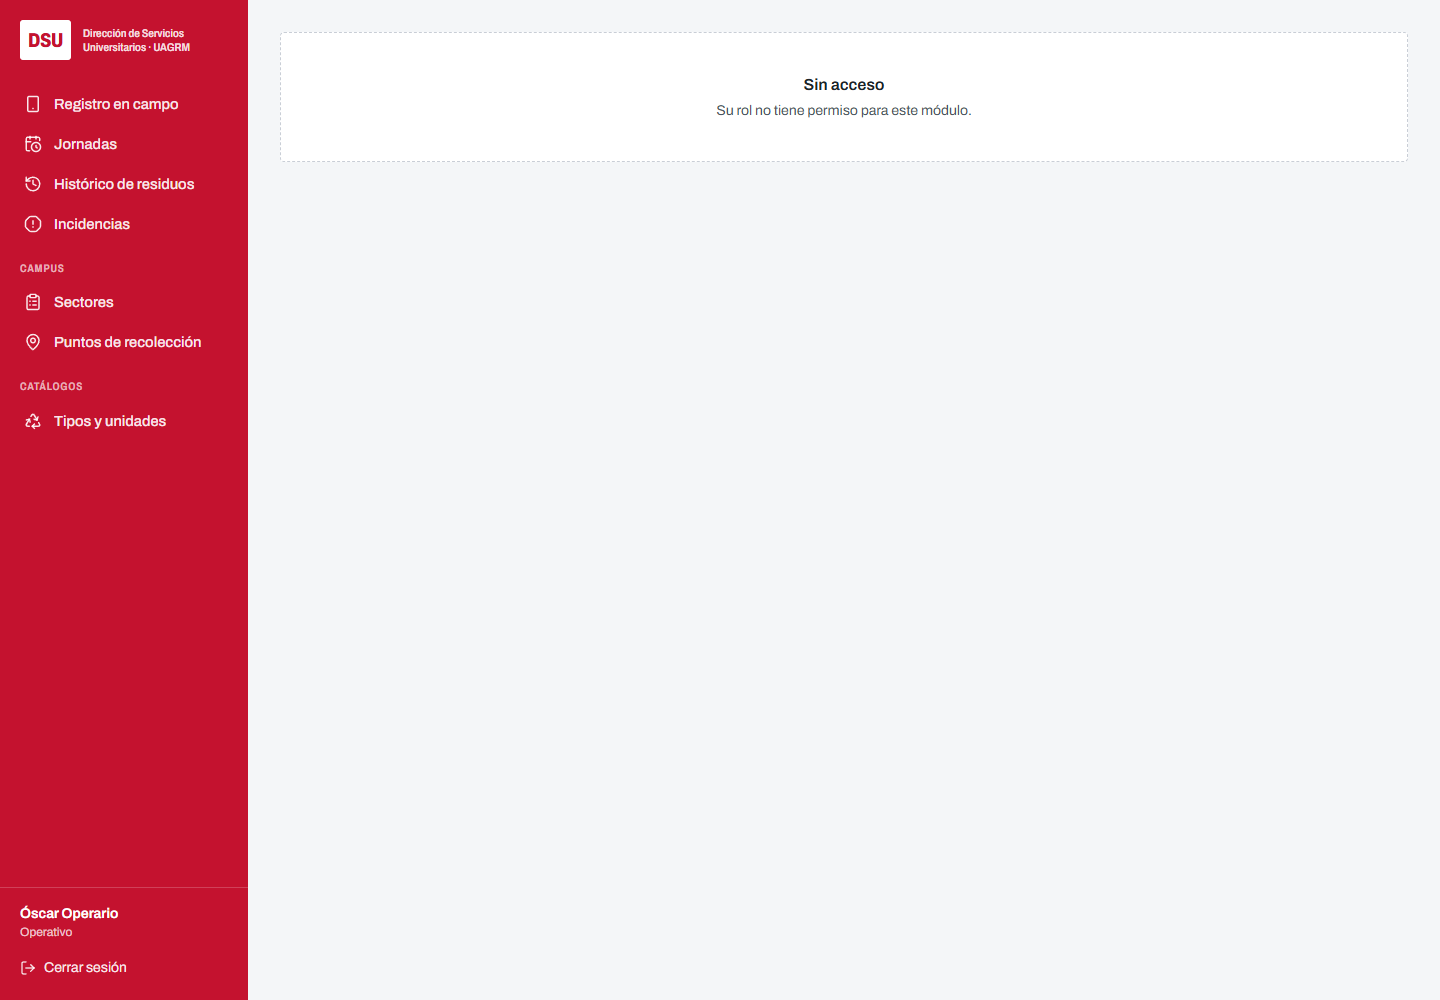 DSU
Dirección de Servicios
Universitarios · UAGRM
Registro en campo
Jornadas
Histórico de residuos
Incidencias
CAMPUS
Sectores
Puntos de recolección
CATÁLOGOS
Tipos y unidades
Óscar Operario
Operativo
Cerrar sesión
Sin acceso
Su rol no tiene permiso para este módulo.